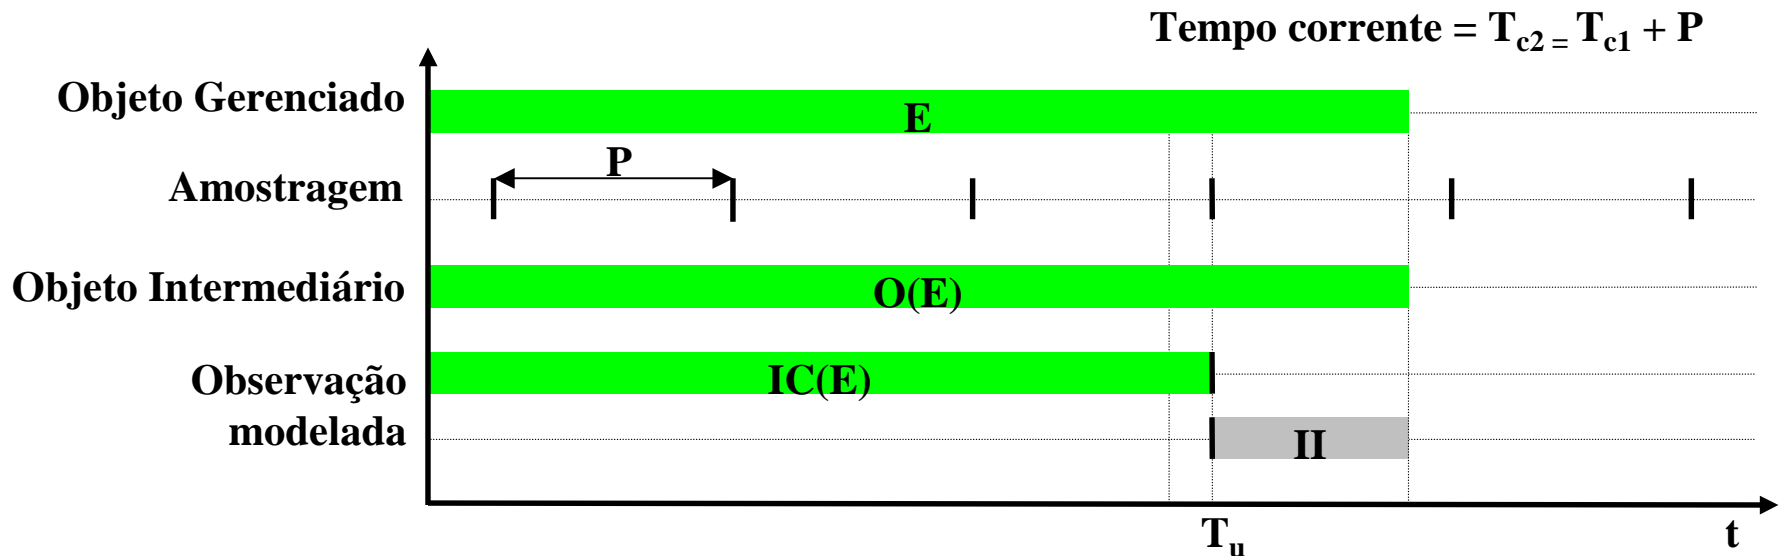 Tempo corrente = Tc2 = Tc1 + P
Objeto Gerenciado
E
P
Amostragem
Objeto Intermediário
O(E)
Observação
modelada
IC(E)
II
Tu
t